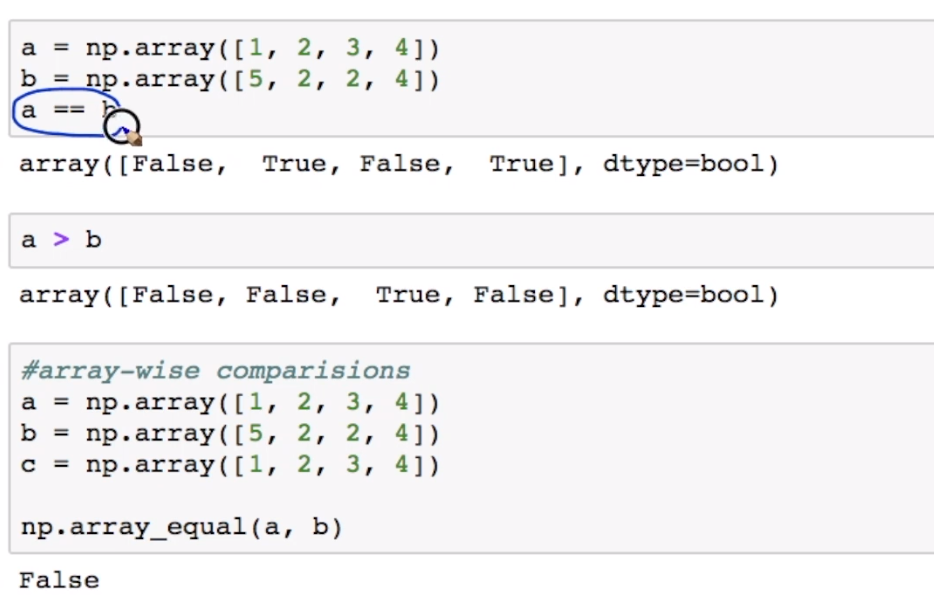 a = np.array([1, 2, 3, 4])
b = np.array([5, 2, 2, 4])
a == b
array([False,  True, False,  True], dtype=bool)
a > b
array([False, False,  True, False], dtype=bool)
#array-wise comparisions
a = np.array([1, 2, 3, 4])
b = np.array([5, 2, 2, 4])
c = np.array([1, 2, 3, 4])
np.array_equal(a, b)
False